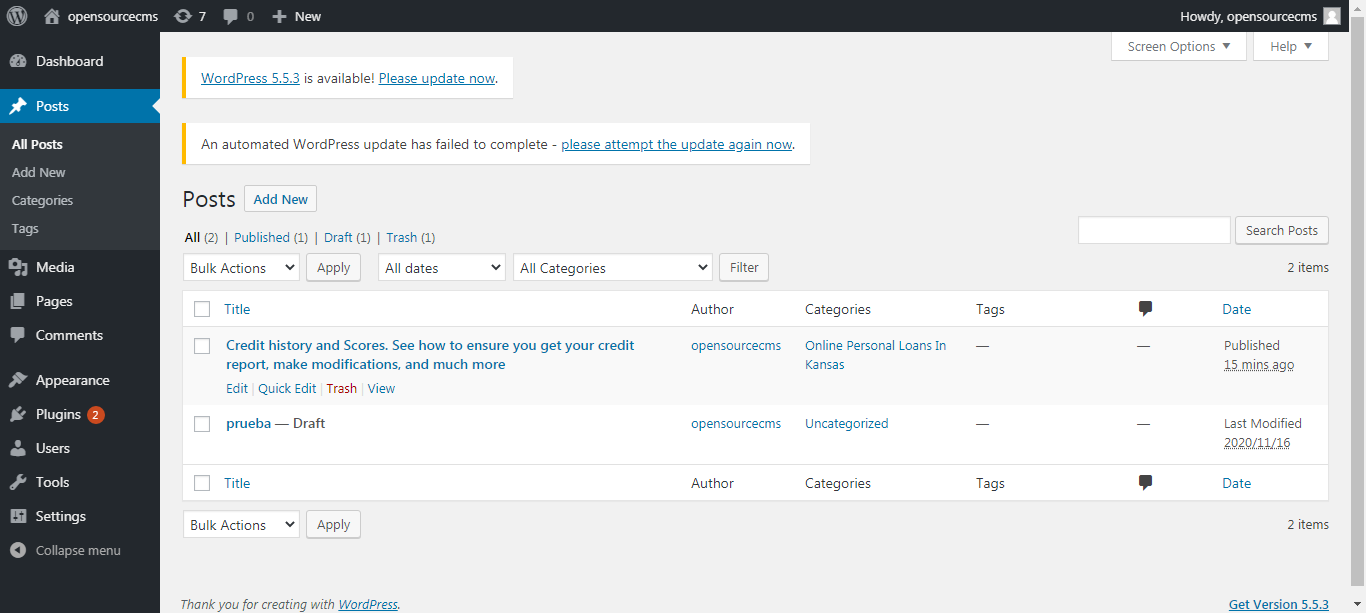 opensourcecms 7 0 New Howdy, opensourcecms
Screen Options Help
Dashboard
Posts
All Posts
Add New
Categories
Tags
Media
Pages
Comments
Appearance
Plugins 2
Users
Tools
Settings
Collapse menu
WordPress 5.5.3 is available! Please update now.
An automated WordPress update has failed to complete - please attempt the update again now.
Posts Add New
All (2) | Published (1) | Draft (1) | Trash (1)
Search Posts
Bulk Actions Apply All dates All Categories Filter 2 items
Title Author Categories Tags Date
Credit history and Scores. See how to ensure you get your credit
report, make modifications, and much more
Edit | Quick Edit | Trash | View
opensourcecms
Online Personal Loans In
Kansas
—
—
Published
15 mins ago
prueba — Draft
opensourcecms
Uncategorized
—
—
Last Modified
2020/11/16
Title Author Categories Tags Date
Bulk Actions Apply 2 items
Thank you for creating with WordPress. Get Version 5.5.3